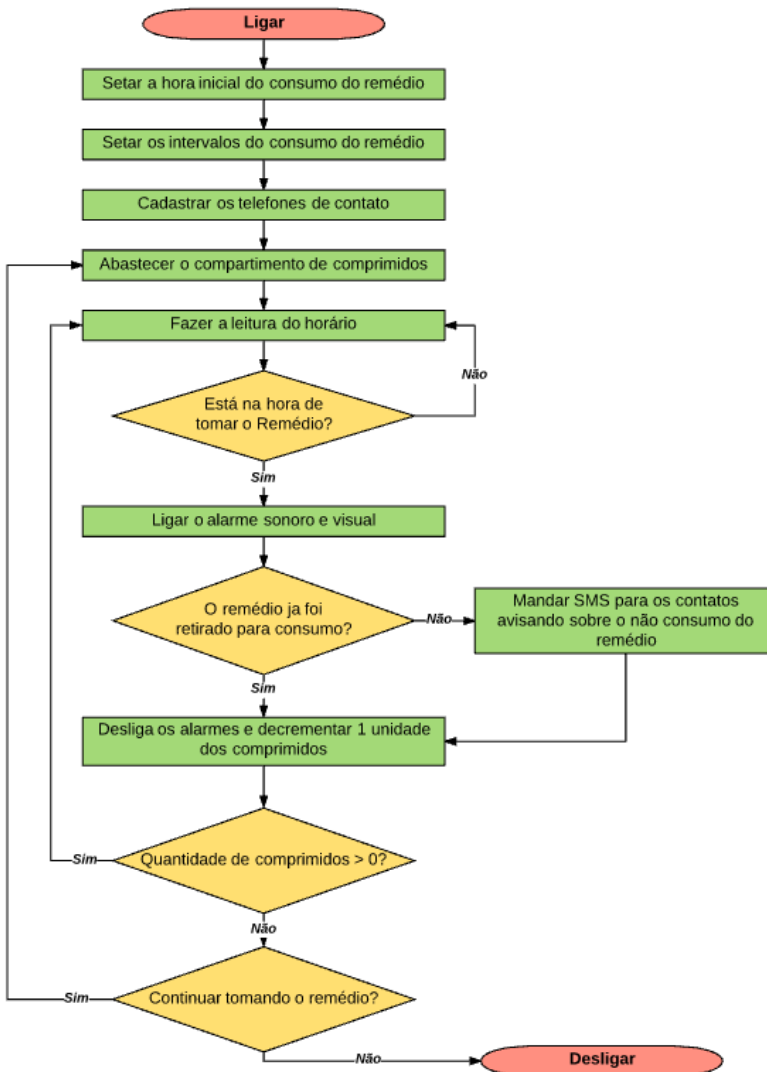 Ligar
Setar a hora inicial do consumo do remédio
Setar os intervalos do consumo do remédio
Cadastrar os telefones de contato
Abastecer o compartimento de comprimidos
Fazer a leitura do horário
Não
Está na hora de
tomar o Remédio?
Sim
Ligar o alarme sonoro e visual
O remédio ja foi
retirado para consumo?
Não
Mandar SMS para os contatos
avisando sobre o não consumo do
remédio
Sim
Desliga os alarmes e decrementar 1 unidade
dos comprimidos
Sim
Quantidade de comprimidos > 0?
Não
Sim
Continuar tomando o remédio?
Não
Desligar